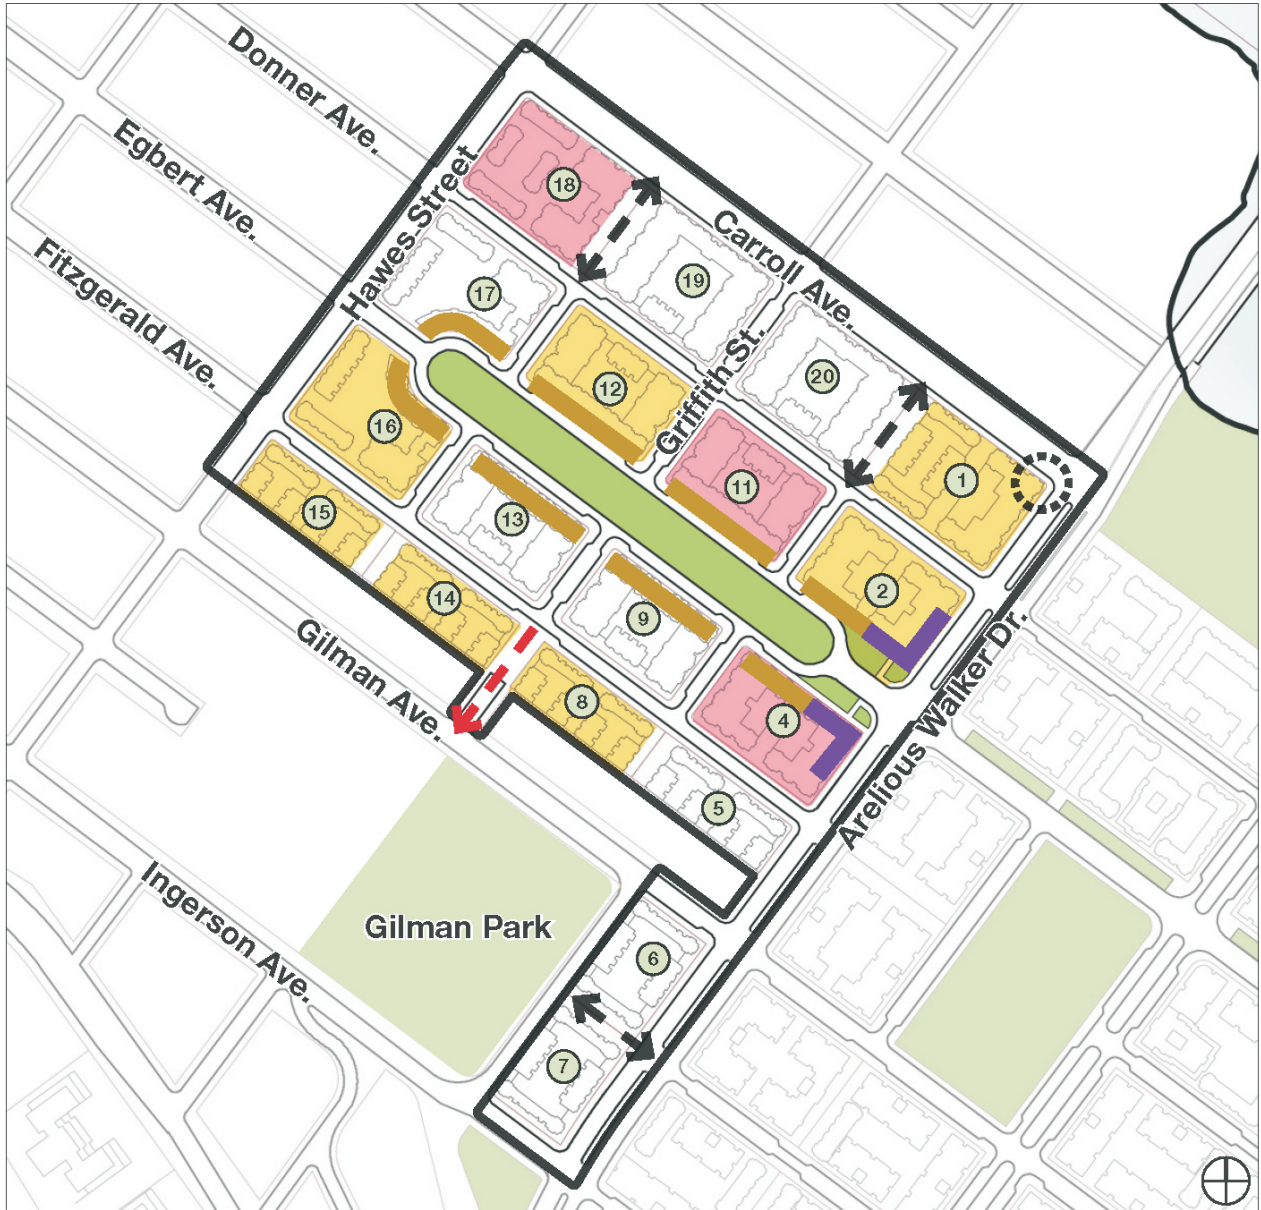 Donner Ave.
Egbert Ave.
Fitzgerald Ave.
Hawes Street
Carroll Ave.
Griffith St.
18
19
17
20
12
16
11
1
15
13
2
14
9
8
4
5
Gilman Ave.
Arelious Walker Dr.
Ingerson Ave.
Gilman Park
6
7